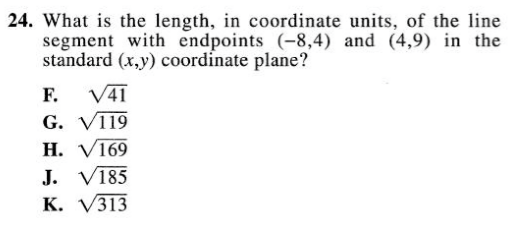 24. What is the length, in coordinate units, of the line
segment with endpoints (−8,4) and (4,9) in the
standard (x,y) coordinate plane?
F. √41
G. √119
H. √169
J. √185
K. √313